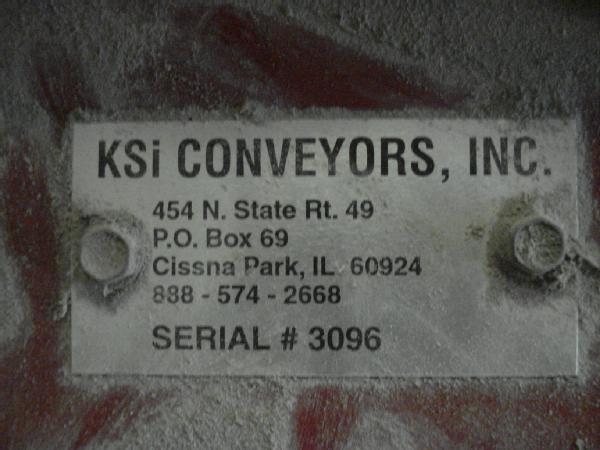 KSi CONVEYORS, INC.
454 N. State Rt. 49
P.O. Box 69
Cissna Park, IL 60924
888 - 574 - 2668
SERIAL # 3096